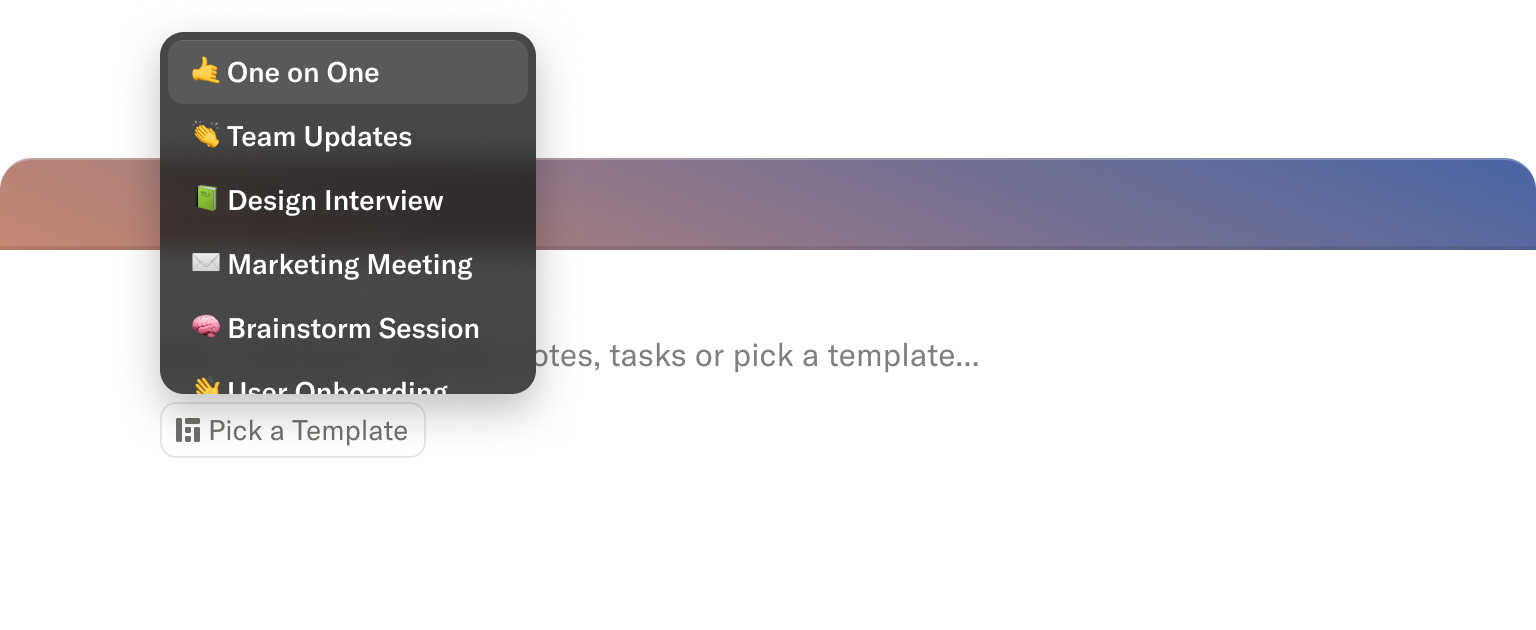 🤙 One on One
👏 Team Updates
📗 Design Interview
✉️ Marketing Meeting
🧠 Brainstorm Session
👋 User Onboarding
tasks or pick a template...
Pick a Template